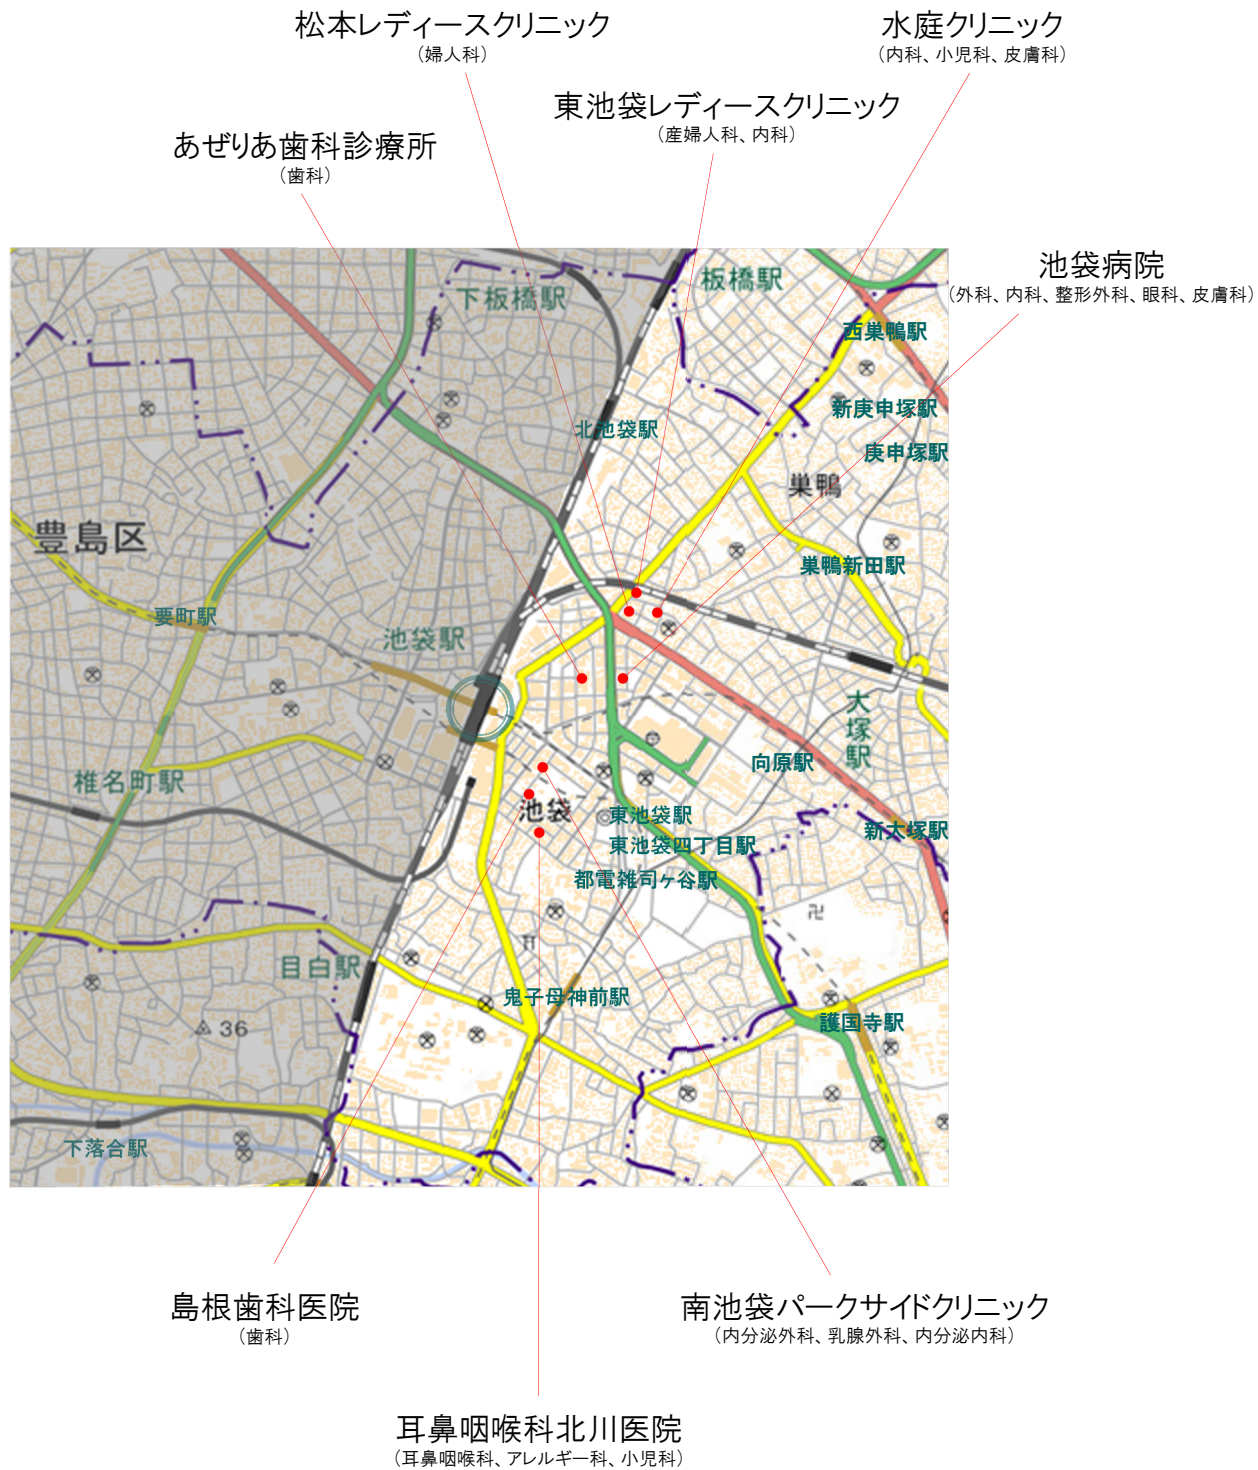 松本レディースクリニック
（婦人科）
水庭クリニック
（内科、小児科、皮膚科）
東池袋レディースクリニック
（産婦人科、内科）
あぜりあ歯科診療所
（歯科）
池袋病院
（外科、内科、整形外科、眼科、皮膚科）
板橋駅
下板橋駅
西巣鴨駅
新庚申塚駅
北池袋駅
庚申塚駅
巣鴨
豊島区
巣鴨新田駅
要町駅
池袋駅
大塚駅
向原駅
椎名町駅
池袋
東池袋駅
新大塚駅
東池袋四丁目駅
都電雑司ヶ谷駅
卍
目白駅
鬼子母神前駅
護国寺駅
36
下落合駅
島根歯科医院
（歯科）
南池袋パークサイドクリニック
（内分泌外科、乳腺外科、内分泌内科）
耳鼻咽喉科北川医院
（耳鼻咽喉科、アレルギー科、小児科）